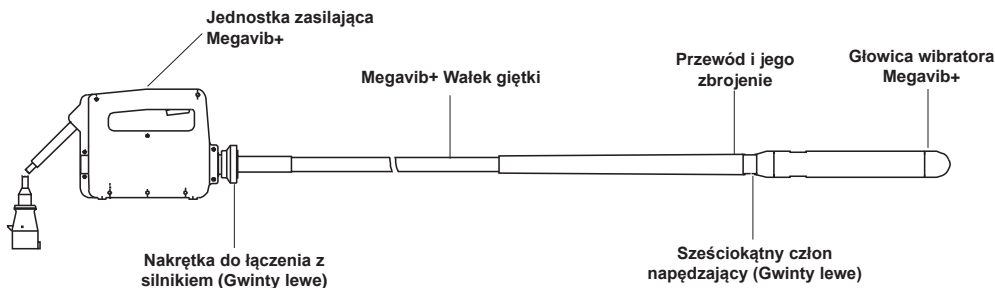 Jednostka zasilająca
Megavib+
Megavib+ Wałek giętki
Przewód i jego
zbrojenie
Głowica wibratora
Megavib+
Nakrętka do łączenia z
silnikiem (Gwinty lewe)
Sześciokątny człon
napędzający (Gwinty lewe)